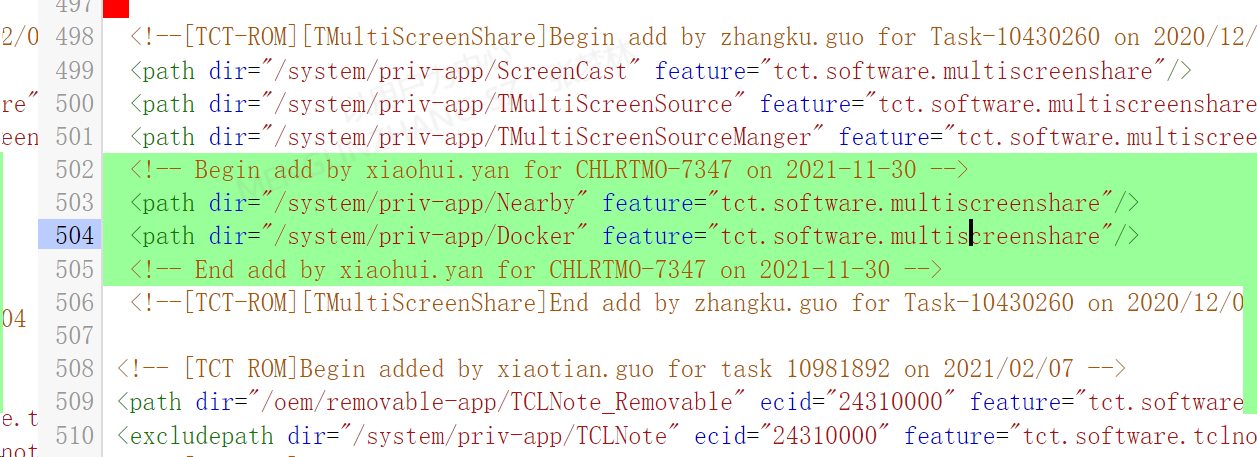 497
2/0 498 <!--[TCT-ROM][TMultiScreenShare]Begin add by zhangku.guo for Task-10430260 on 2020/12/
499 <path dir="/system/priv-app/ScreenCast" feature="tct.software.multiscreenshare"/>
re" 500 <path dir="/system/priv-app/TMultiScreenSource" feature="tct.software.multiscreenshare
een 501 <path dir="/system/priv-app/TMultiScreenSourceManger" feature="tct.software.multiscree
502 <!-- Begin add by xiaohui.yan for CHLRTMO-7347 on 2021-11-30 -->
503 <path dir="/system/priv-app/Nearby" feature="tct.software.multiscreenshare"/>
504 <path dir="/system/priv-app/Docker" feature="tct.software.multiscreenshare"/>
505 <!-- End add by xiaohui.yan for CHLRTMO-7347 on 2021-11-30 -->
506 <!--[TCT-ROM][TMultiScreenShare]End add by zhangku.guo for Task-10430260 on 2020/12/0
04 507
508 <!-- [TCT ROM]Begin added by xiaotian.guo for task 10981892 on 2021/02/07 -->
509 <path dir="/oem/removable-app/TCLNote_Removable" ecid="24310000" feature="tct.software
e.t 510 <excludepath dir="/system/priv-app/TCLNote" ecid="24310000" feature="tct.software.tclno
not